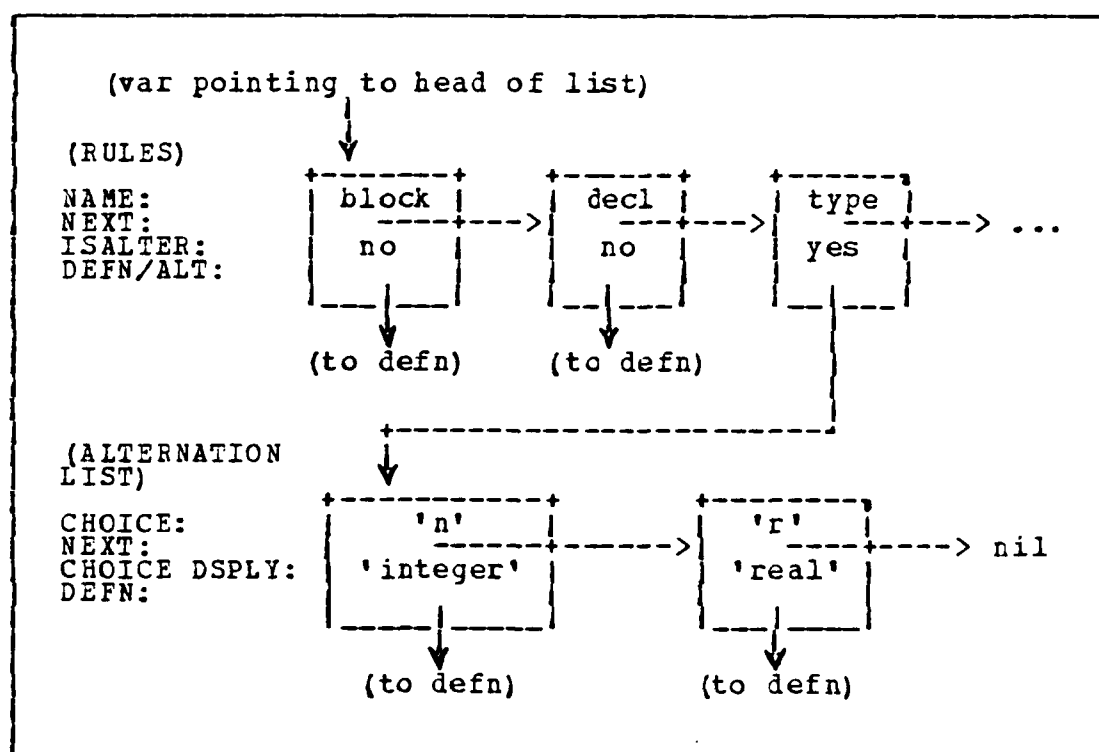 (var pointing to head of list)
(RULES)
NAME: block decl type
NEXT: ...
ISALTER: no no yes
DEFN/ALT:
(to defn) (to defn)
(ALTERNATION
LIST)
CHOICE: 'n' 'r'
NEXT: nil
CHOICE DSPLY: 'integer' 'real'
DEFN:
(to defn) (to defn)